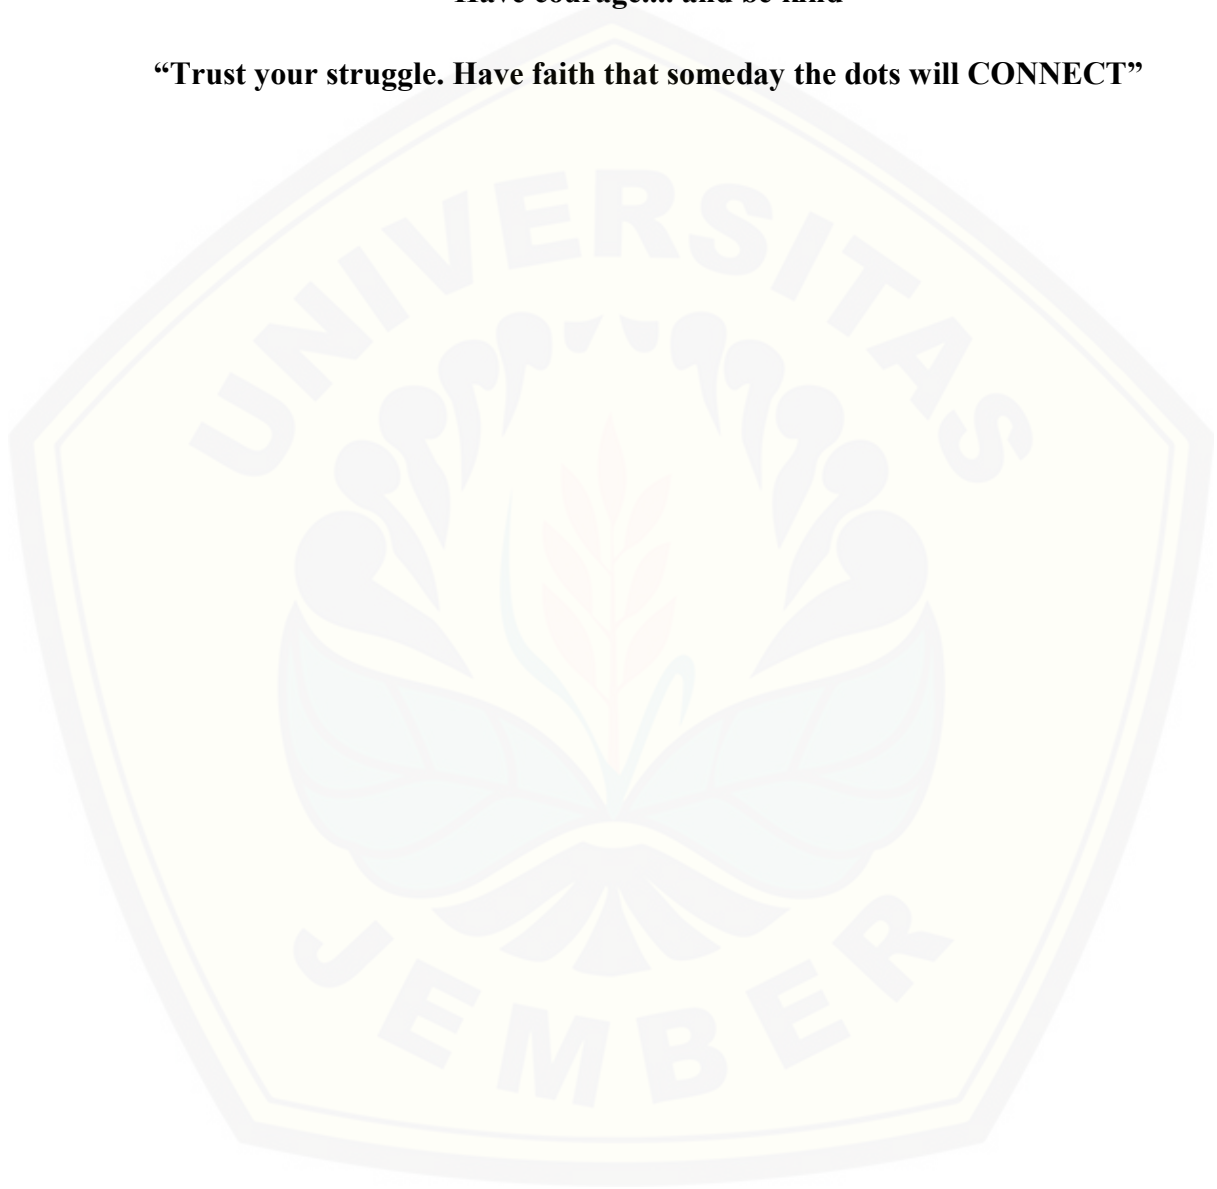 Have courage.... and be kind
“Trust your struggle. Have faith that someday the dots will CONNECT”
UNIVERSITAS
JEMBER